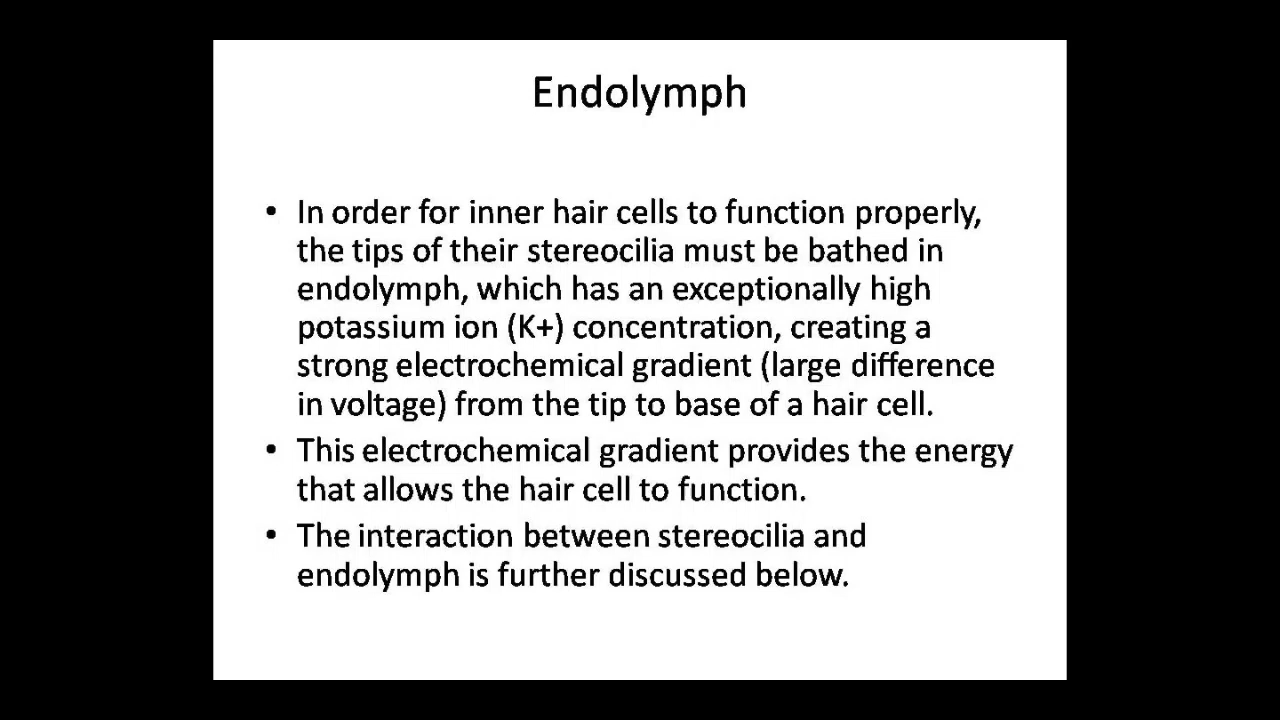 Endolymph
• In order for inner hair cells to function properly,
the tips of their stereocilia must be bathed in
endolymph, which has an exceptionally high
potassium ion (K+) concentration, creating a
strong electrochemical gradient (large difference
in voltage) from the tip to base of a hair cell.
• This electrochemical gradient provides the energy
that allows the hair cell to function.
• The interaction between stereocilia and
endolymph is further discussed below.